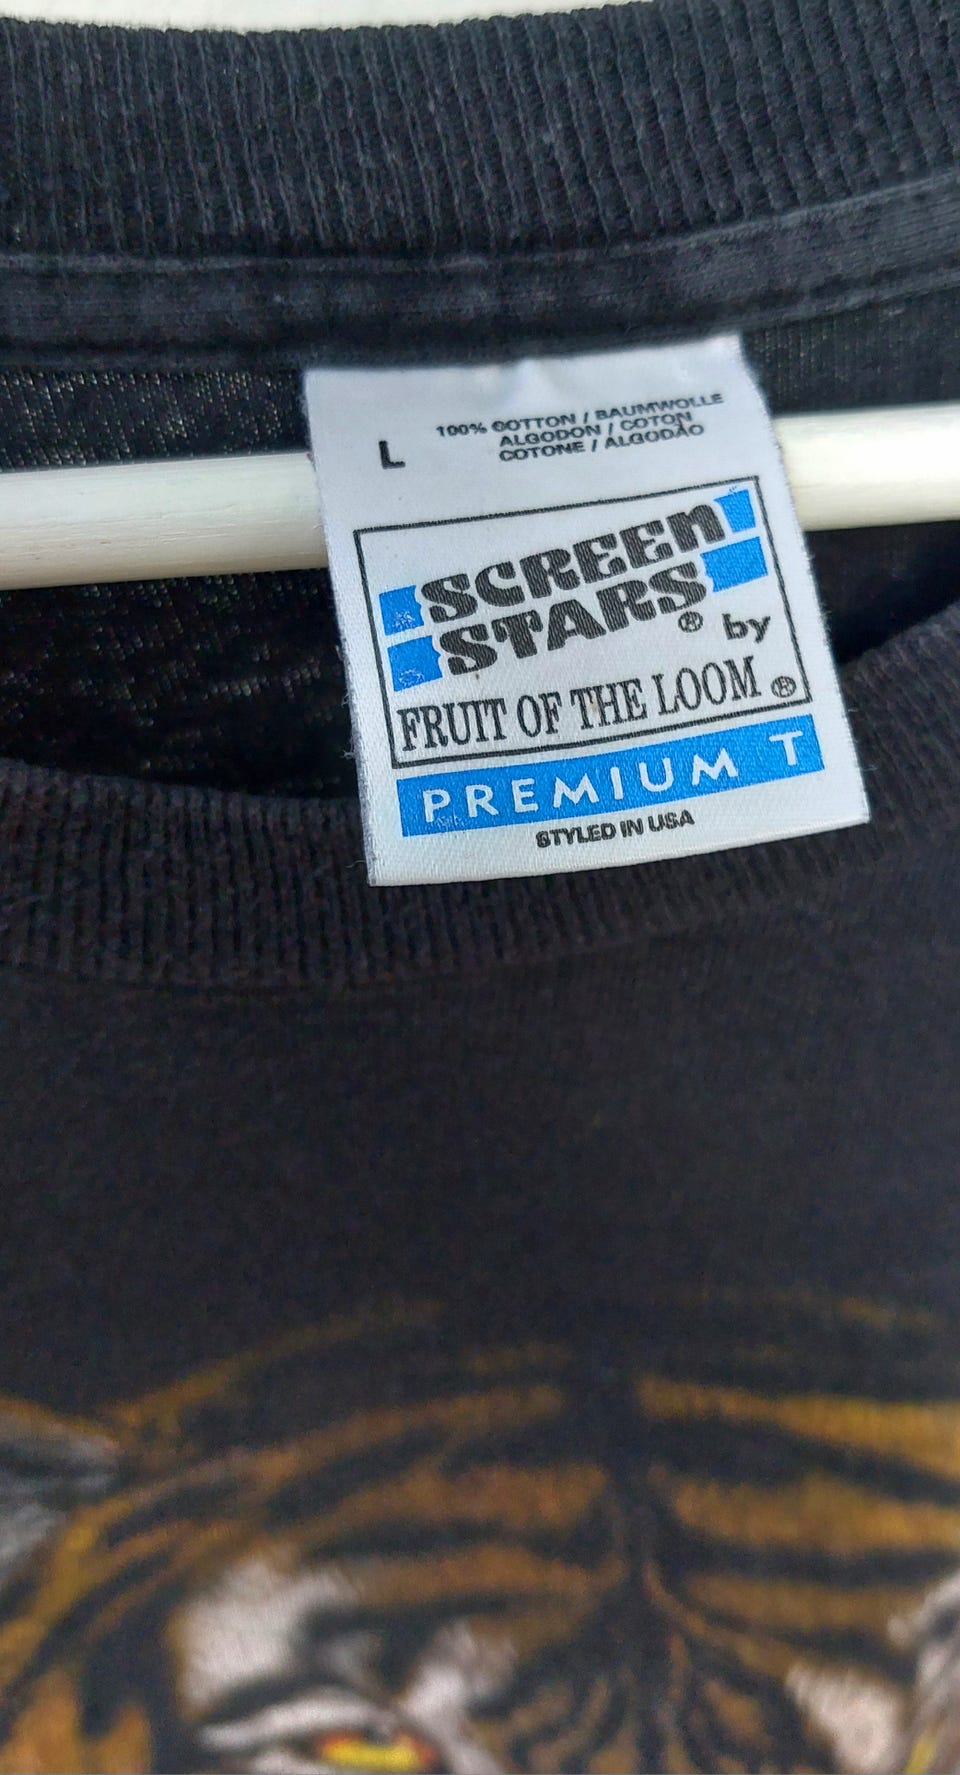 L
100% COTTON / BAUMWOLLE
ALGODON / COTON
COTONE / ALGODÃO
SCREEN
STARS® by
FRUIT OF THE LOOM®
PREMIUM T
STYLED IN USA